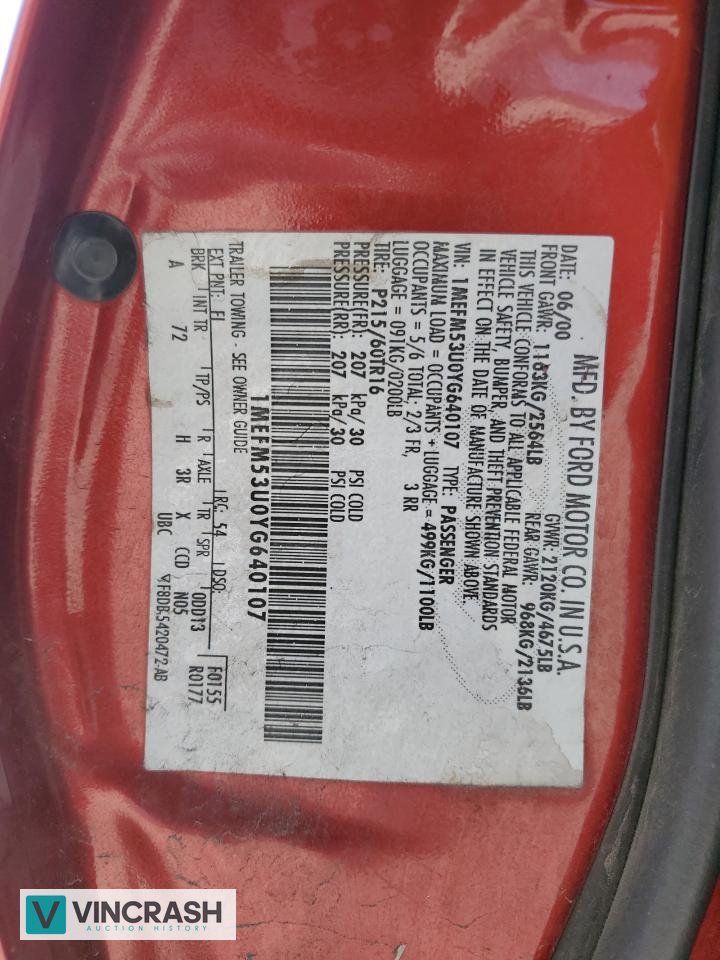 MFD. BY FORD MOTOR CO. IN U.S.A.
DATE: 06/00 GVWR: 2120KG/4675LB
FRONT GAWR: 1163KG/2564LB REAR GAWR: 968KG/2136LB
THIS VEHICLE CONFORMS TO ALL APPLICABLE FEDERAL MOTOR
VEHICLE SAFETY, BUMPER, AND THEFT PREVENTION STANDARDS
IN EFFECT ON THE DATE OF MANUFACTURE SHOWN ABOVE.
VIN: 1MEFM53U0YG640107 TYPE: PASSENGER
MAXIMUM LOAD = OCCUPANTS + LUGGAGE = 499KG/1100LB
OCCUPANTS = 5/6 TOTAL: 2/3 FR, 3 RR
LUGGAGE = 091KG/0200LB
TIRE: P215/60TR16
PRESSURE(FR): 207 kPa/30 PSI COLD
PRESSURE(RR): 207 kPa/30 PSI COLD
1MEFM53U0YG640107
TRAILER TOWING - SEE OWNER GUIDE
EXT PNT: FL RC: 54 DSO: F0155
BRK INT TR TP/PS R AXLE TR SPR 0DD13 R0177
A 72 H 3R X CCD N05
UBC F8DB-5420472-AB
V VINCRASH
AUCTION HISTORY